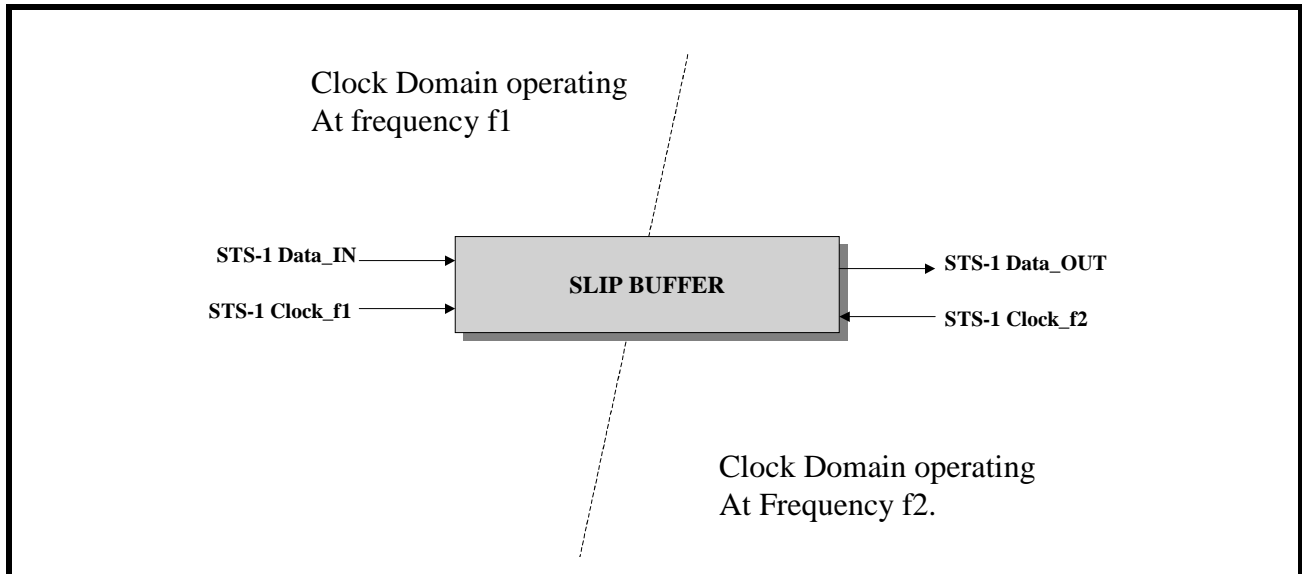 Clock Domain operating
At frequency f1
STS-1 Data_IN
STS-1 Clock_f1
SLIP BUFFER
STS-1 Data_OUT
STS-1 Clock_f2
Clock Domain operating
At Frequency f2.